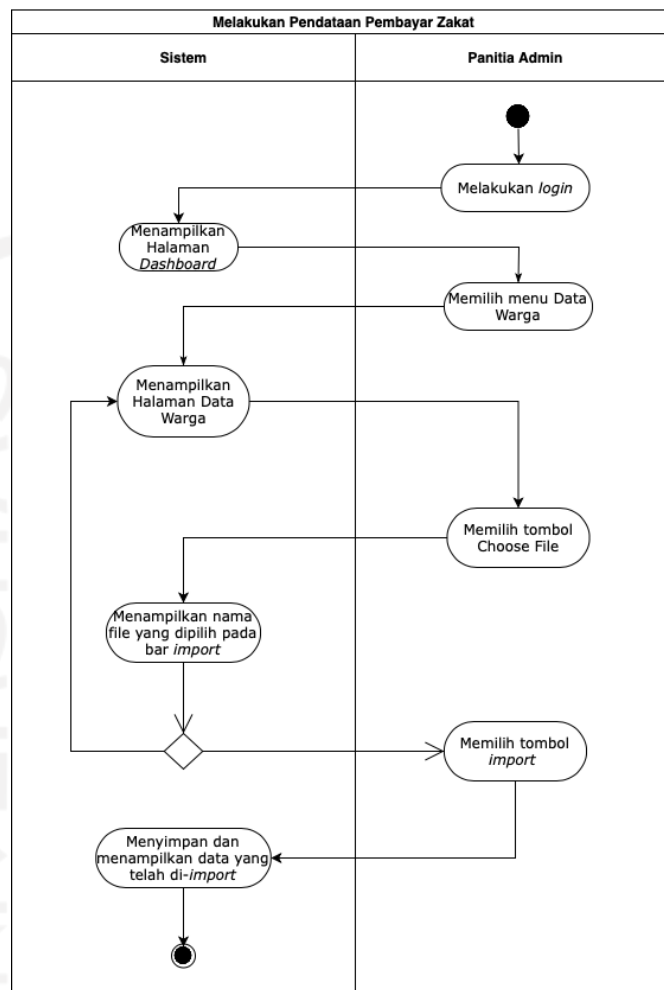 Melakukan Pendataan Pembayar Zakat
Sistem
Panitia Admin
Melakukan login
Menampilkan
Halaman
Dashboard
Memilih menu Data
Warga
Menampilkan
Halaman Data
Warga
Memilih tombol
Choose File
Menampilkan nama
file yang dipilih pada
bar import
Memilih tombol
import
Menyimpan dan
menampilkan data yang
telah di-import